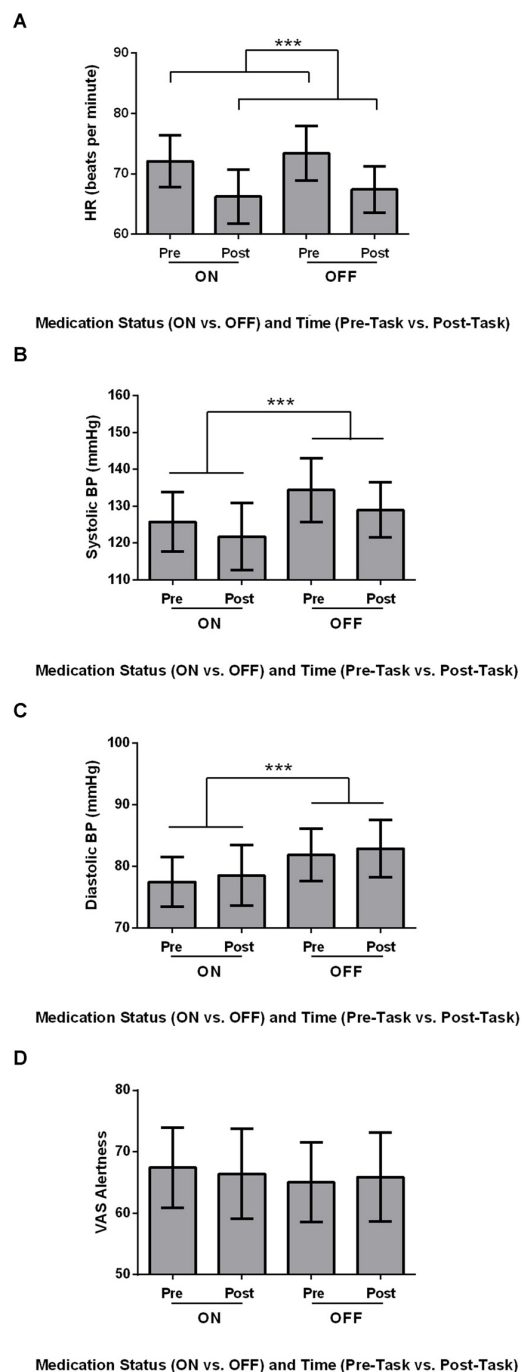 A
HR (beats per minute)
90
80
70
60
***
Pre Post Pre Post
ON OFF
Medication Status (ON vs. OFF) and Time (Pre-Task vs. Post-Task)
B
Systolic BP (mmHg)
160
150
140
130
120
110
***
Pre Post Pre Post
ON OFF
Medication Status (ON vs. OFF) and Time (Pre-Task vs. Post-Task)
C
Diastolic BP (mmHg)
100
90
80
70
***
Pre Post Pre Post
ON OFF
Medication Status (ON vs. OFF) and Time (Pre-Task vs. Post-Task)
D
VAS Alertness
80
70
60
50
Pre Post Pre Post
ON OFF
Medication Status (ON vs. OFF) and Time (Pre-Task vs. Post-Task)